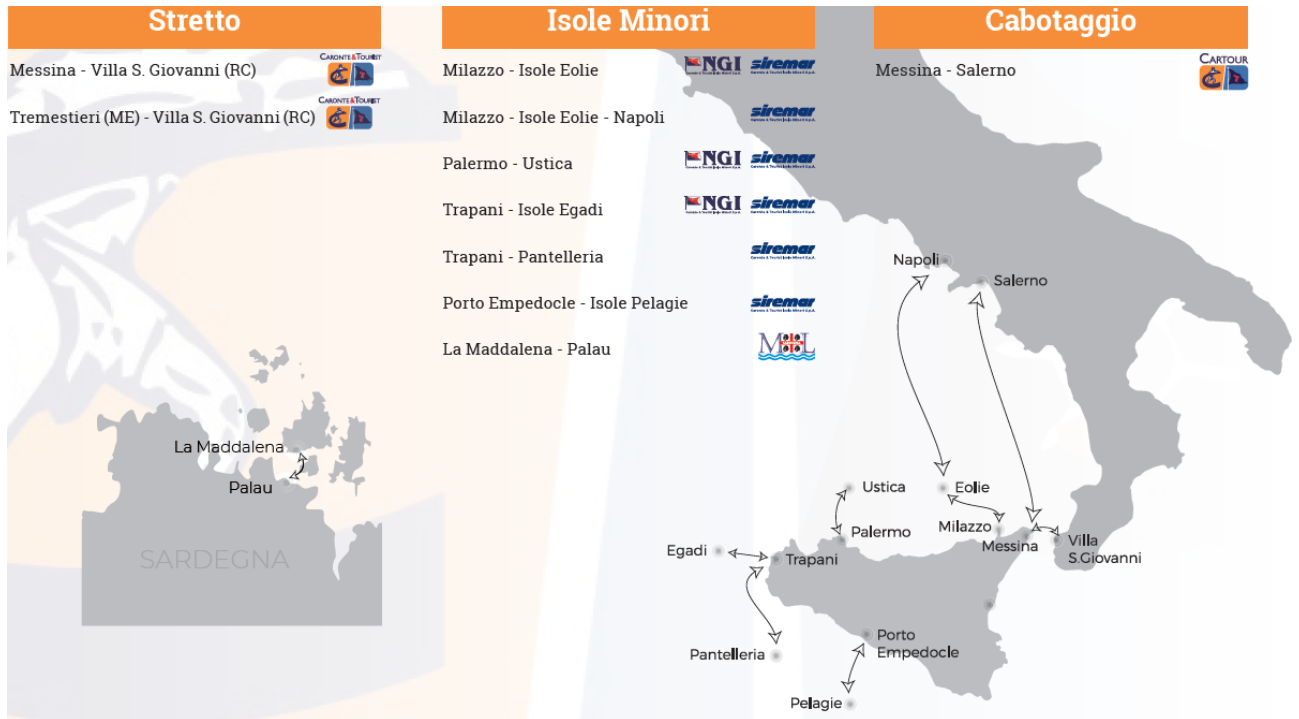 Stretto
Messina - Villa S. Giovanni (RC)
CARONTE & TOURIST
Tremestieri (ME) - Villa S. Giovanni (RC)
CARONTE & TOURIST
Isole Minori
Milazzo - Isole Eolie
NGI
siremar
Milazzo - Isole Eolie - Napoli
siremar
Palermo - Ustica
NGI
siremar
Trapani - Isole Egadi
NGI
siremar
Trapani - Pantelleria
siremar
Porto Empedocle - Isole Pelagie
siremar
La Maddalena - Palau
Cabotaggio
Messina - Salerno
CARTOUR
Napoli
Salerno
La Maddalena
Palau
SARDEGNA
Ustica
Eolie
Palermo
Milazzo
Messina
Villa
S.Giovanni
Egadi
Trapani
Porto
Empedocle
Pantelleria
Pelagie